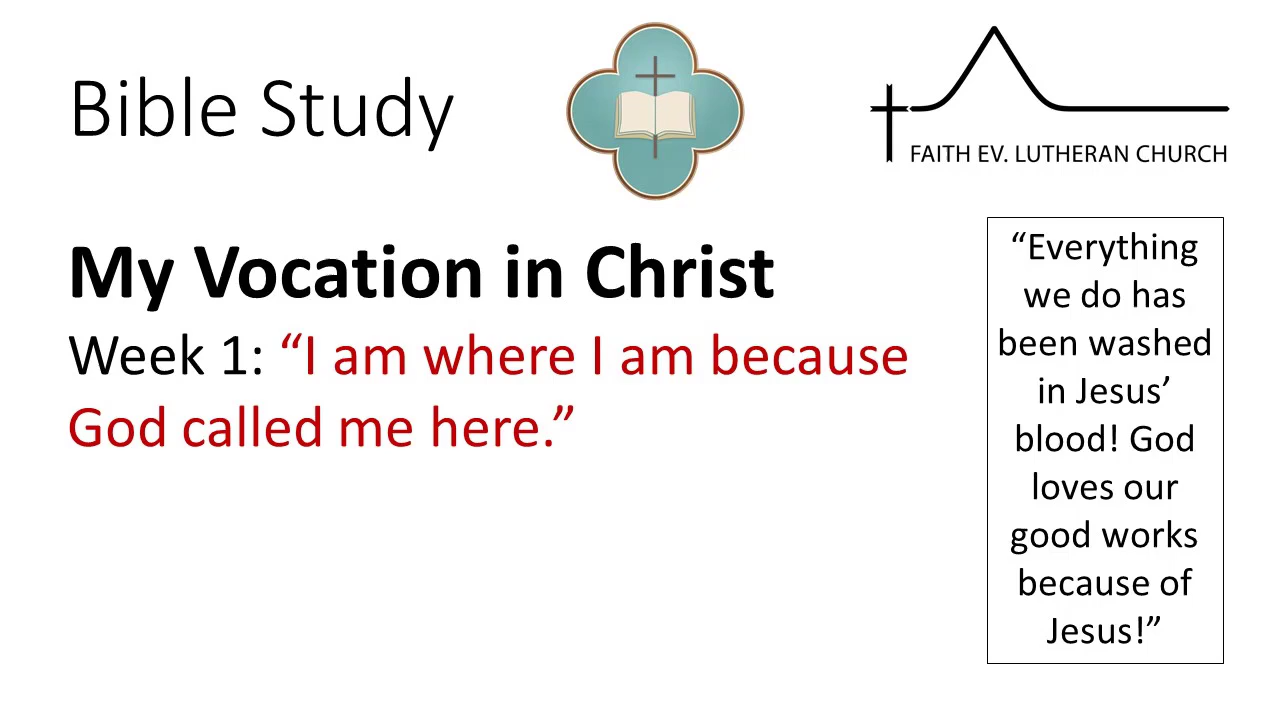 Bible Study
FAITH EV. LUTHERAN CHURCH
My Vocation in Christ
Week 1: “I am where I am because
God called me here.”
“Everything
we do has
been washed
in Jesus’
blood! God
loves our
good works
because of
Jesus!”